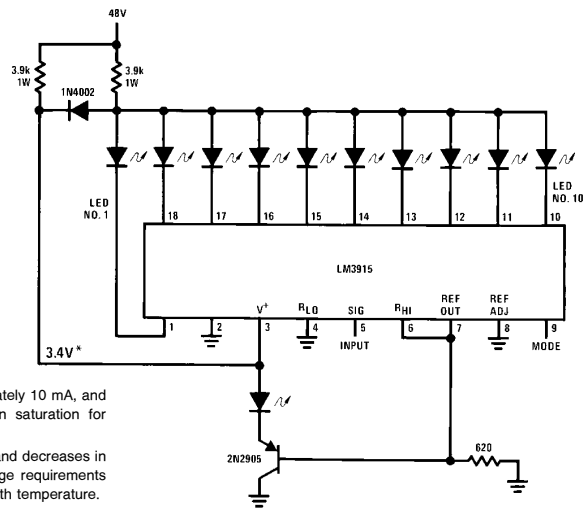 48V
3.9k
1W
3.9k
1W
1N4002
LED
NO. 1
18
17
16
15
14
13
12
11
10
LED
NO. 10
LM3915
V+
RLO
SIG
RHI
REF
OUT
REF
ADJ
1
2
3
4
5
6
7
8
9
INPUT
MODE
3.4V*
2N2905
620
ately 10 mA, and
n saturation for
and decreases in
ge requirements
th temperature.